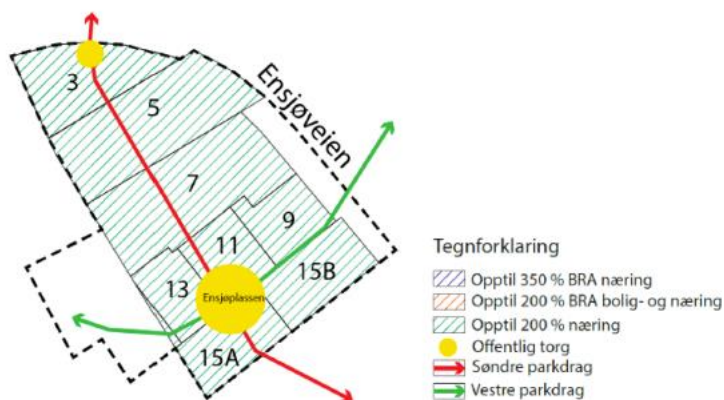 3
5
Ensjøveien
7
9
11
15B
13
Ensjøplassen
15A
Tegnforklaring
Opptil 350 % BRA næring
Opptil 200 % BRA bolig- og næring
Opptil 200 % næring
Offentlig torg
Søndre parkdrag
Vestre parkdrag